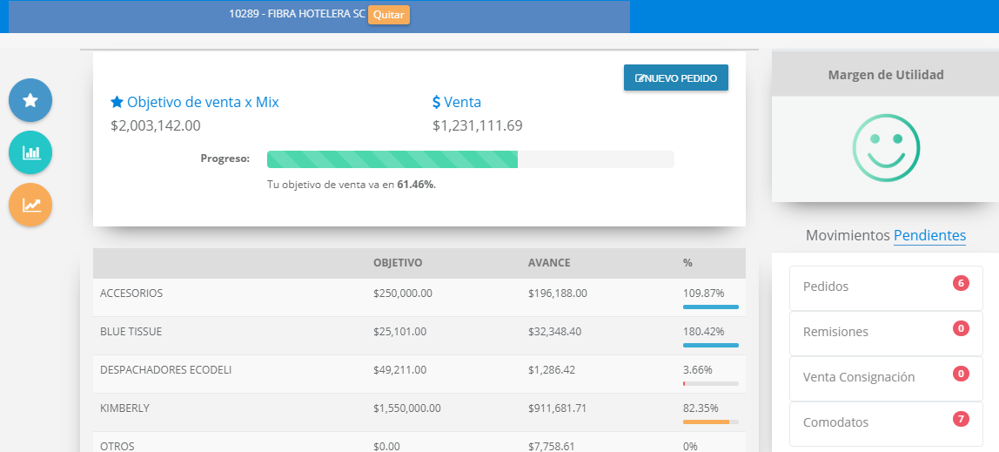 10289 - FIBRA HOTELERA SC Quitar
NUEVO PEDIDO
Objetivo de venta x Mix
$2,003,142.00
Venta
$1,231,111.69
Progreso:
Tu objetivo de venta va en 61.46%.
OBJETIVO AVANCE %
ACCESORIOS $250,000.00 $196,188.00 109.87%
BLUE TISSUE $25,101.00 $32,348.40 180.42%
DESPACHADORES ECODELI $49,211.00 $1,286.42 3.66%
KIMBERLY $1,550,000.00 $911,681.71 82.35%
OTROS $0.00 $7,758.61 0%
Margen de Utilidad
Movimientos Pendientes
Pedidos 6
Remisiones 0
Venta Consignación 0
Comodatos 7